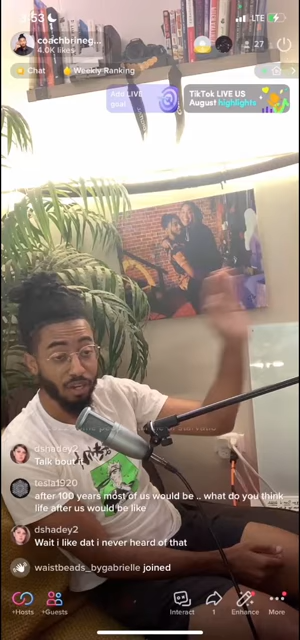 :53
LTE
coachbrineg...
4.0K likes
27
Chat
Weekly Ranking
Add LIVE
goal
TikTok LIVE US
August highlights
dshadey2
Talk bout it
tesla1920
after 100 years most of us would be .. what do you think
life after us would be like
dshadey2
Wait i like dat i never heard of that
waistbeads_bygabrielle joined
+Hosts
+Guests
Interact
1
Enhance
More